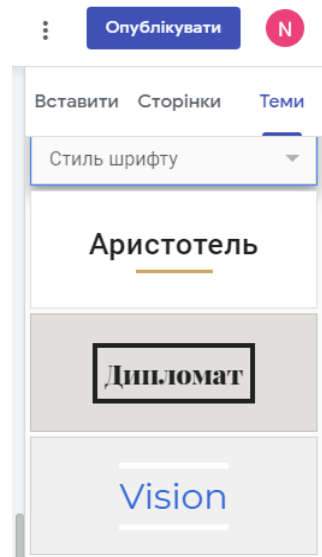 Опублікувати
N
Вставити Сторінки Теми
Стиль шрифту
Аристотель
Дипломат
Vision